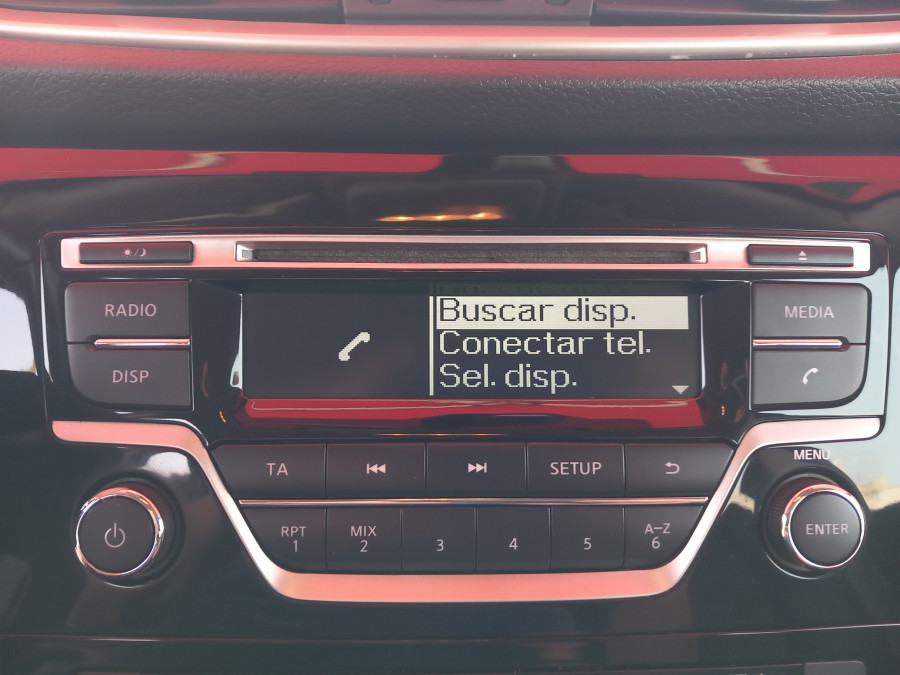 RADIO
MEDIA
DISP
Buscar disp.
Conectar tel.
Sel. disp.
MENU
TA
SETUP
ENTER
RPT
1
MIX
2
3
4
5
A–Z
6